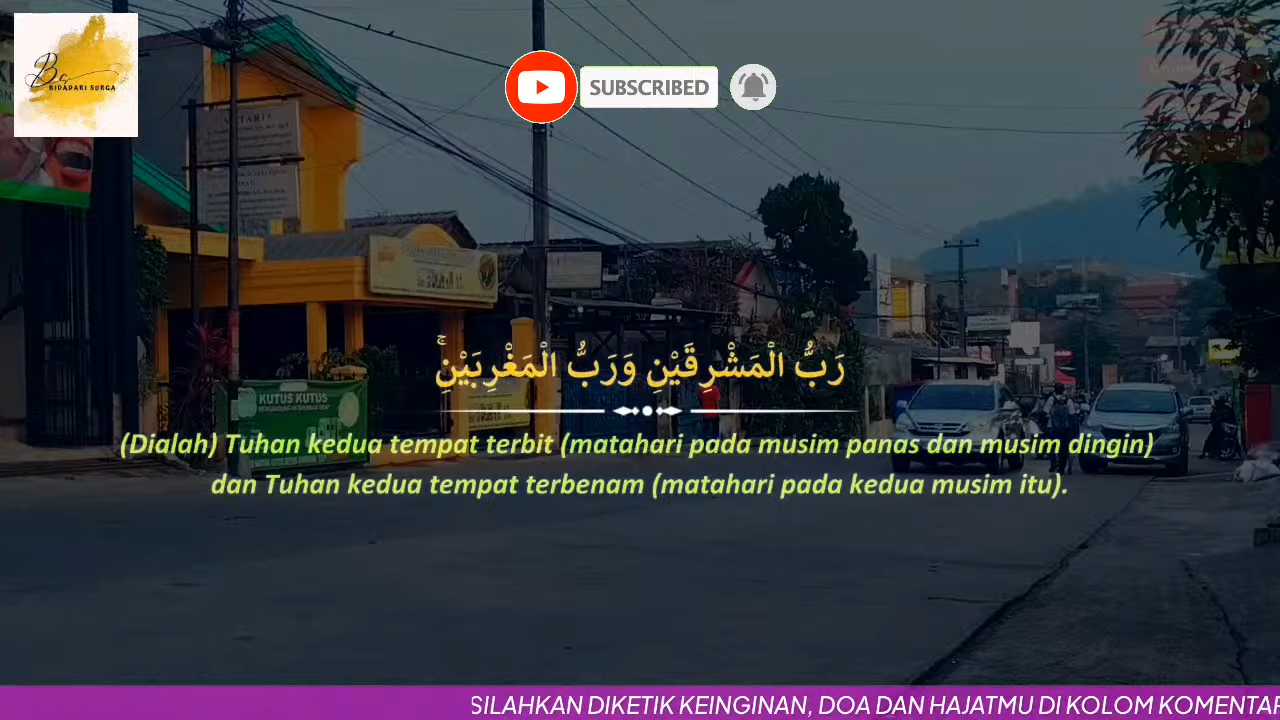 BIDADARI SURGA
SUBSCRIBED
NOTARIS
رَبُّ الْمَشْرِقَيْنِ وَرَبُّ الْمَغْرِبَيْنِۚ
KUTUS KUTUS
(Dialah) Tuhan kedua tempat terbit (matahari pada musim panas dan musim dingin)
dan Tuhan kedua tempat terbenam (matahari pada kedua musim itu).
SILAHKAN DIKETIK KEINGINAN, DOA DAN HAJATMU DI KOLOM KOMENTAR